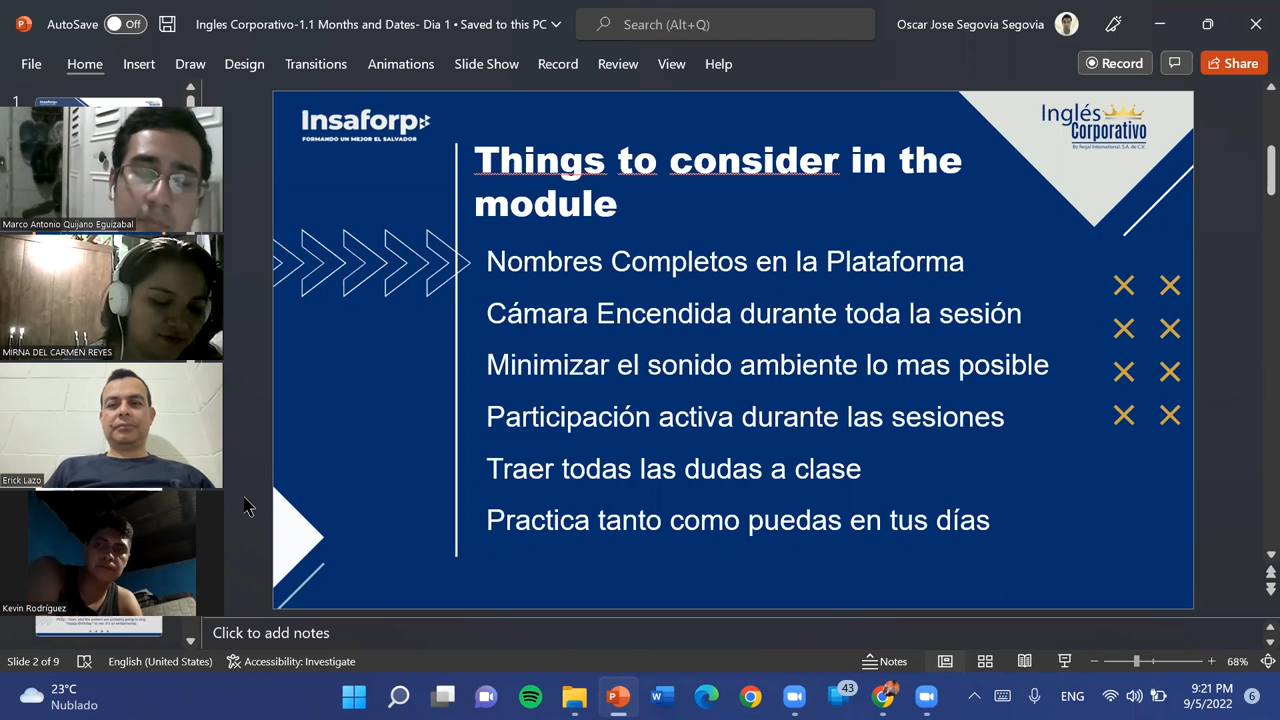 AutoSave
Off
Ingles Corporativo-1.1 Months and Dates- Dia 1 • Saved to this PC
Search (Alt+Q)
Oscar Jose Segovia Segovia
File
Home
Insert
Draw
Design
Transitions
Animations
Slide Show
Record
Review
View
Help
Record
Share
1
Marco Antonio Quijano Eguizabal
MIRNA DEL CARMEN REYES
Erick Lazo
Kevin Rodríguez
Insaforp
FORMANDO UN MEJOR EL SALVADOR
Inglés
Corporativo
By Regal International, S.A. de C.V.
Things to consider in the
module
Nombres Completos en la Plataforma
Cámara Encendida durante toda la sesión
Minimizar el sonido ambiente lo mas posible
Participación activa durante las sesiones
Traer todas las dudas a clase
Practica tanto como puedas en tus días
Click to add notes
Slide 2 of 9
English (United States)
Accessibility: Investigate
Notes
68%
23°C
Nublado
43
ENG
9:21 PM
9/5/2022
6